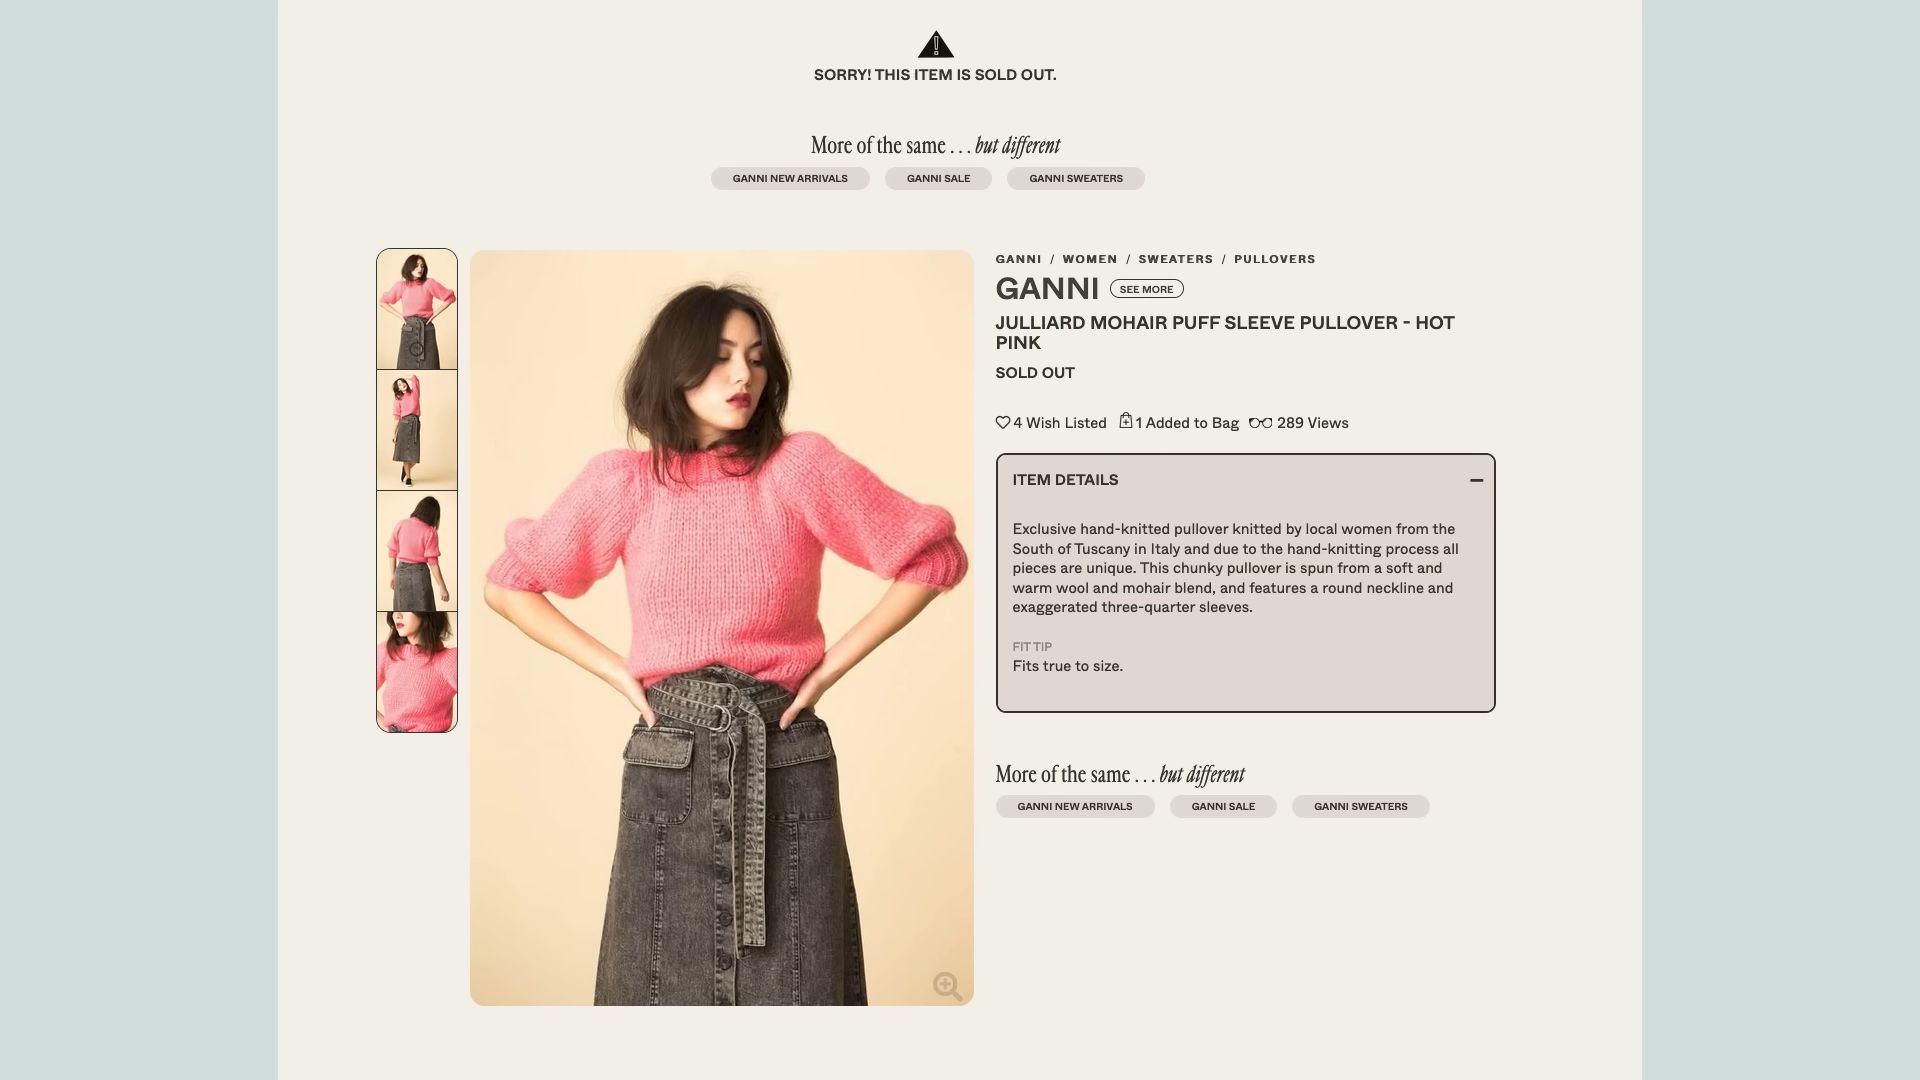 SORRY! THIS ITEM IS SOLD OUT.
More of the same . . . but different
GANNI NEW ARRIVALS
GANNI SALE
GANNI SWEATERS
GANNI / WOMEN / SWEATERS / PULLOVERS
GANNI
SEE MORE
JULLIARD MOHAIR PUFF SLEEVE PULLOVER - HOT
PINK
SOLD OUT
4 Wish Listed
1 Added to Bag
289 Views
ITEM DETAILS
Exclusive hand-knitted pullover knitted by local women from the
South of Tuscany in Italy and due to the hand-knitting process all
pieces are unique. This chunky pullover is spun from a soft and
warm wool and mohair blend, and features a round neckline and
exaggerated three-quarter sleeves.
FIT TIP
Fits true to size.
More of the same . . . but different
GANNI NEW ARRIVALS
GANNI SALE
GANNI SWEATERS